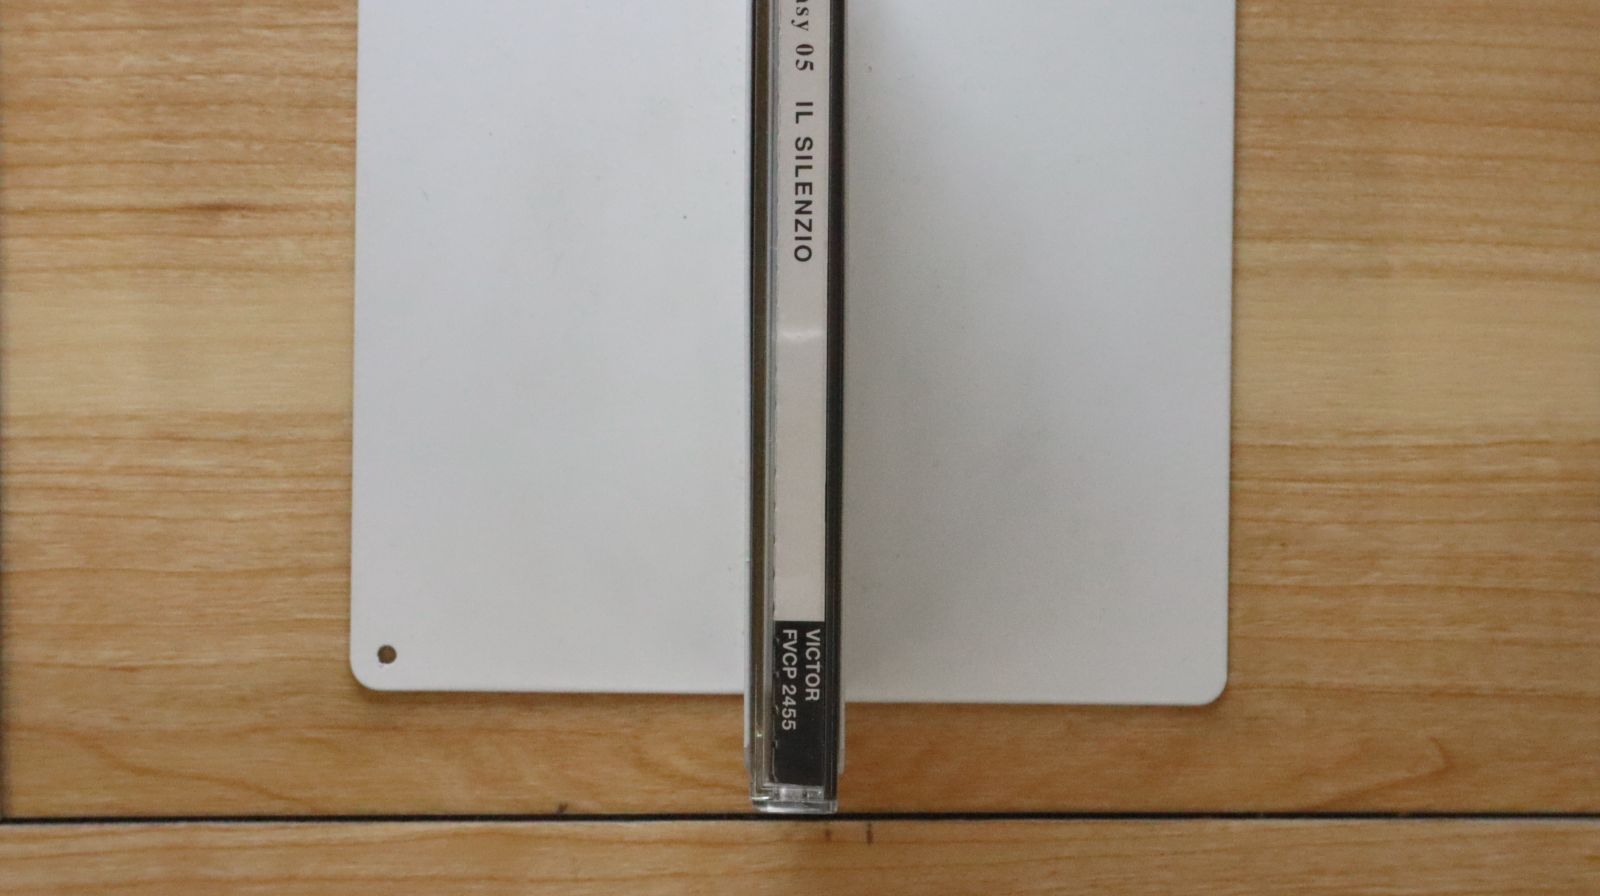 asy 05 IL SILENZIO
VICTOR
FVCP 2455